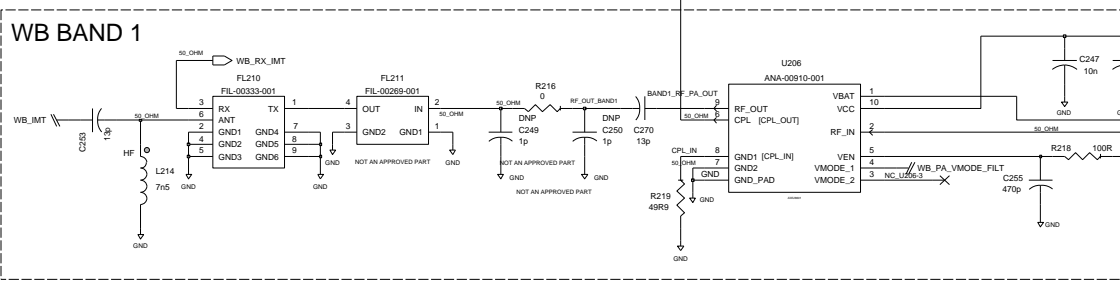 WB BAND 1
50_OHM
WB_RX_IMT
FL210
FIL-00333-001
3 RX TX 1
6 ANT
2 GND1 GND4 7
4 GND2 GND5 8
5 GND3 GND6 9
WB_IMT
C253
13p
50_OHM
HF
L214
7n5
GND
GND
GND
FL211
FIL-00269-001
4 OUT IN 2
3 GND2 GND1 1
50_OHM
GND
GND
NOT AN APPROVED PART
50_OHM
R216
0
RF_OUT_BAND1
DNP
C249
1p
DNP
C250
1p
NOT AN APPROVED PART
GND
GND
NOT AN APPROVED PART
C270
13p
BAND1_RF_PA_OUT
50_OHM
CPL_IN
50_OHM
GND
R219
49R9
GND
GND
U206
ANA-00910-001
9 RF_OUT VBAT 1
6 CPL [CPL_OUT] VCC 10
RF_IN 2
8 GND1 [CPL_IN] VEN 5
7 GND2 VMODE_1 4
GND_PAD VMODE_2 3
50_OHM
WB_PA_VMODE_FILT
NC_U206-3
C247
10n
GND
R218 100R
C255
470p
GND